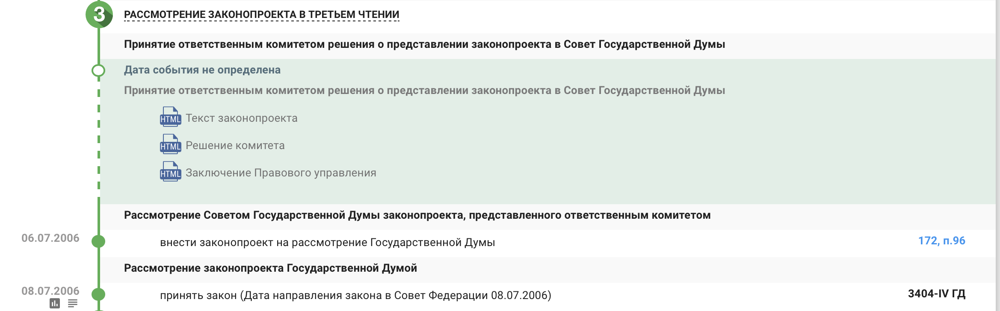 3 РАССМОТРЕНИЕ ЗАКОНОПРОЕКТА В ТРЕТЬЕМ ЧТЕНИИ
Принятие ответственным комитетом решения о представлении законопроекта в Совет Государственной Думы
Дата события не определена
Принятие ответственным комитетом решения о представлении законопроекта в Совет Государственной Думы
HTML Текст законопроекта
HTML Решение комитета
HTML Заключение Правового управления
Рассмотрение Советом Государственной Думы законопроекта, представленного ответственным комитетом
06.07.2006 внести законопроект на рассмотрение Государственной Думы 172, п.96
Рассмотрение законопроекта Государственной Думой
08.07.2006 принять закон (Дата направления закона в Совет Федерации 08.07.2006) 3404-IV ГД